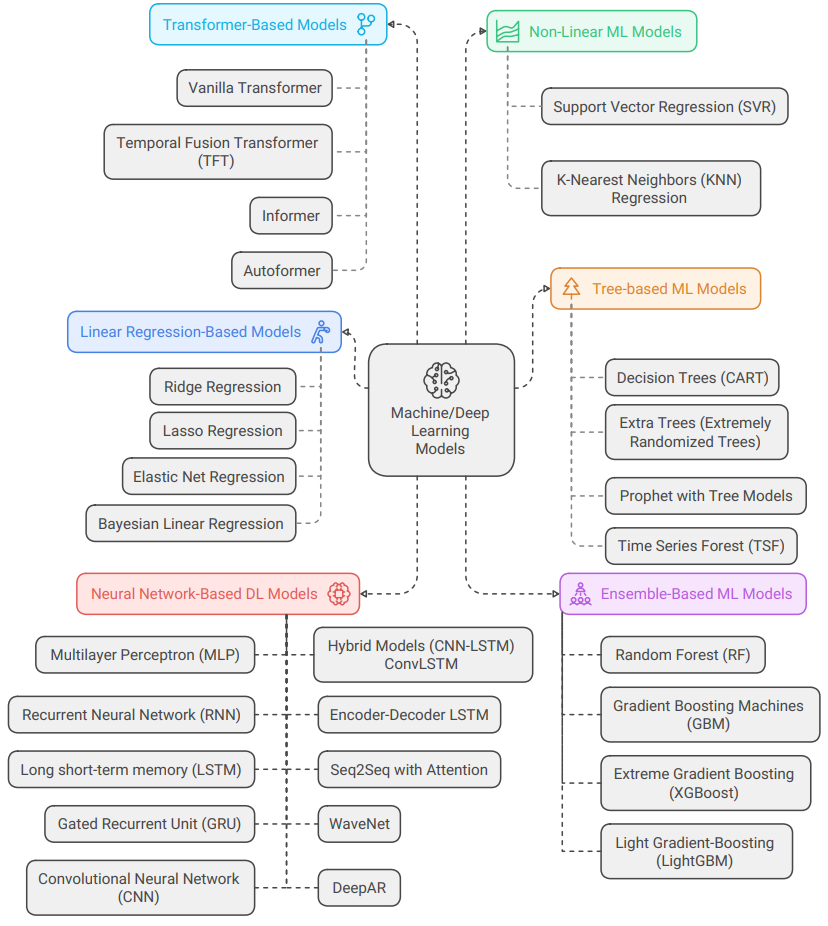 Transformer-Based Models
Vanilla Transformer
Temporal Fusion Transformer
(TFT)
Informer
Autoformer
Non-Linear ML Models
Support Vector Regression (SVR)
K-Nearest Neighbors (KNN)
Regression
Tree-based ML Models
Decision Trees (CART)
Extra Trees (Extremely
Randomized Trees)
Prophet with Tree Models
Time Series Forest (TSF)
Linear Regression-Based Models
Ridge Regression
Lasso Regression
Elastic Net Regression
Bayesian Linear Regression
Machine/Deep
Learning
Models
Neural Network-Based DL Models
Multilayer Perceptron (MLP)
Recurrent Neural Network (RNN)
Long short-term memory (LSTM)
Gated Recurrent Unit (GRU)
Convolutional Neural Network
(CNN)
Hybrid Models (CNN-LSTM)
ConvLSTM
Encoder-Decoder LSTM
Seq2Seq with Attention
WaveNet
DeepAR
Ensemble-Based ML Models
Random Forest (RF)
Gradient Boosting Machines
(GBM)
Extreme Gradient Boosting
(XGBoost)
Light Gradient-Boosting
(LightGBM)